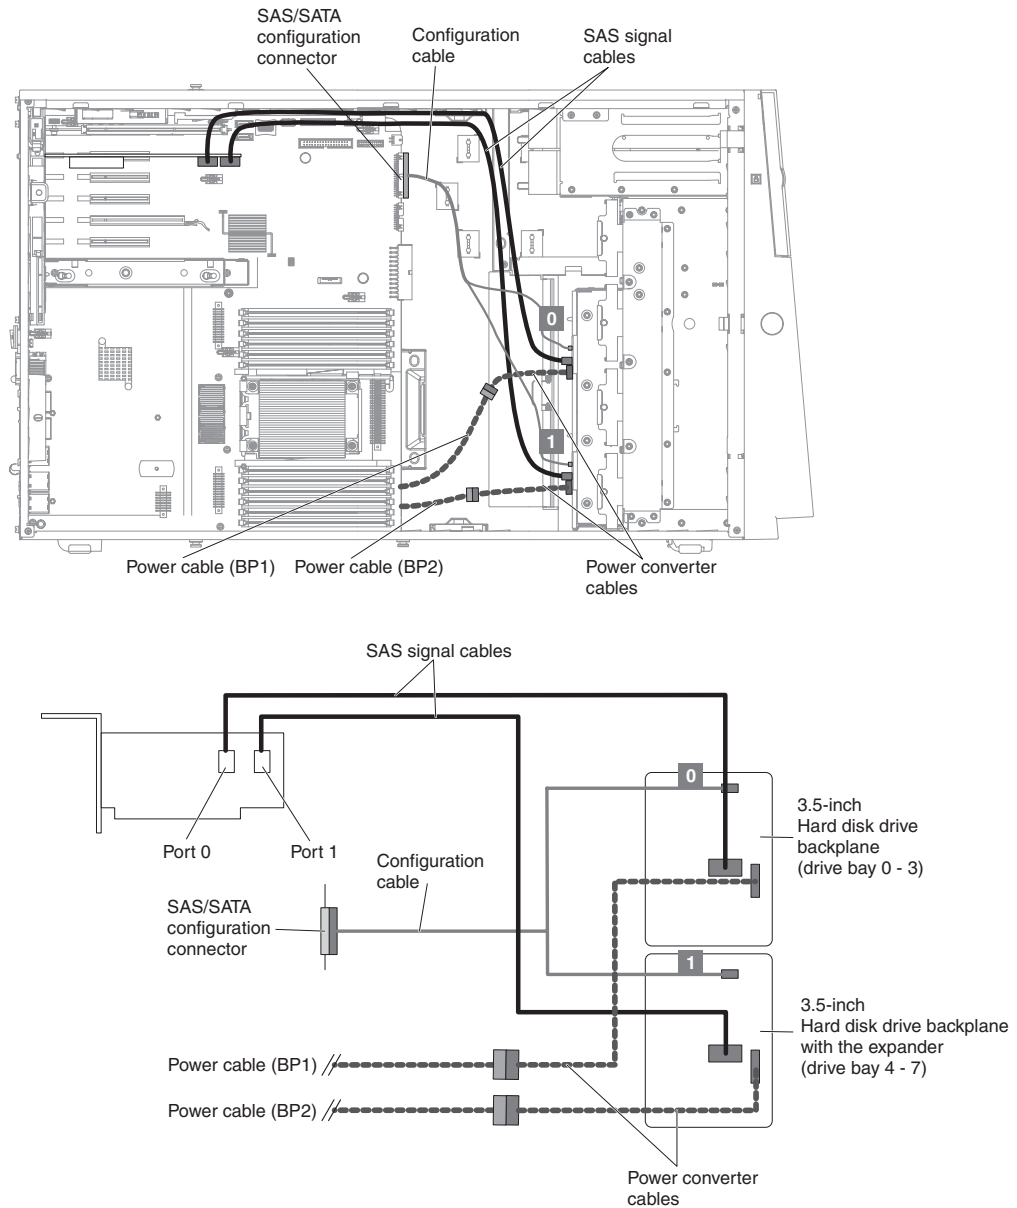 SAS/SATA
configuration
connector
Configuration
cable
SAS signal
cables
0
1
Power cable (BP1)
Power cable (BP2)
Power converter
cables
SAS signal cables
0
3.5-inch
Hard disk drive
backplane
(drive bay 0 - 3)
Port 0
Port 1
Configuration
cable
SAS/SATA
configuration
connector
1
3.5-inch
Hard disk drive backplane
with the expander
(drive bay 4 - 7)
Power cable (BP1)
Power cable (BP2)
Power converter
cables